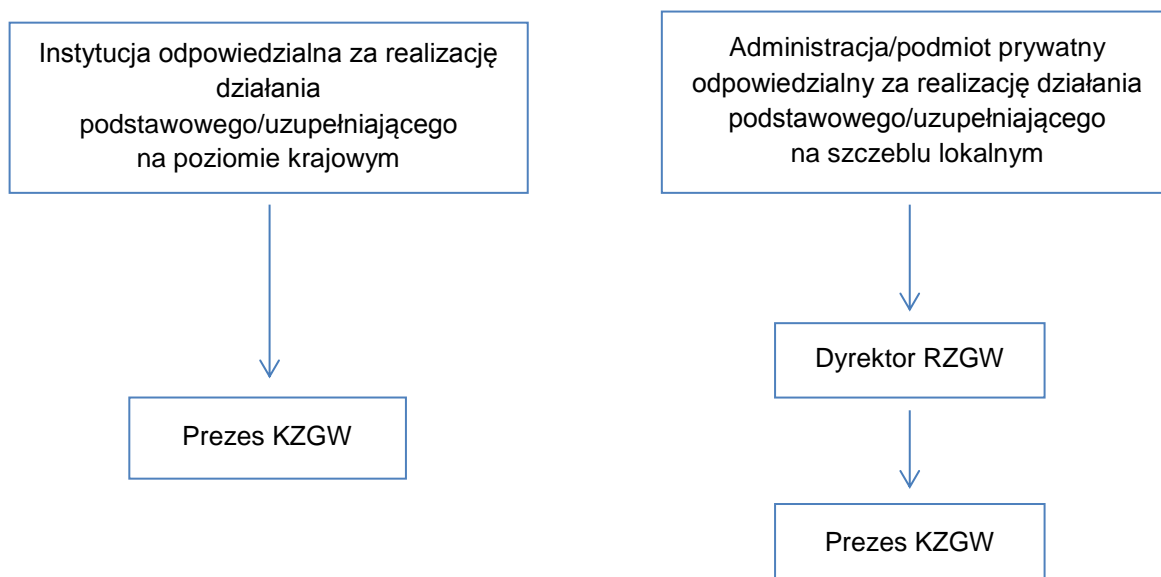 Instytucja odpowiedzialna za realizację
działania
podstawowego/uzupełniającego
na poziomie krajowym
Prezes KZGW
Administracja/podmiot prywatny
odpowiedzialny za realizację działania
podstawowego/uzupełniającego
na szczeblu lokalnym
Dyrektor RZGW
Prezes KZGW